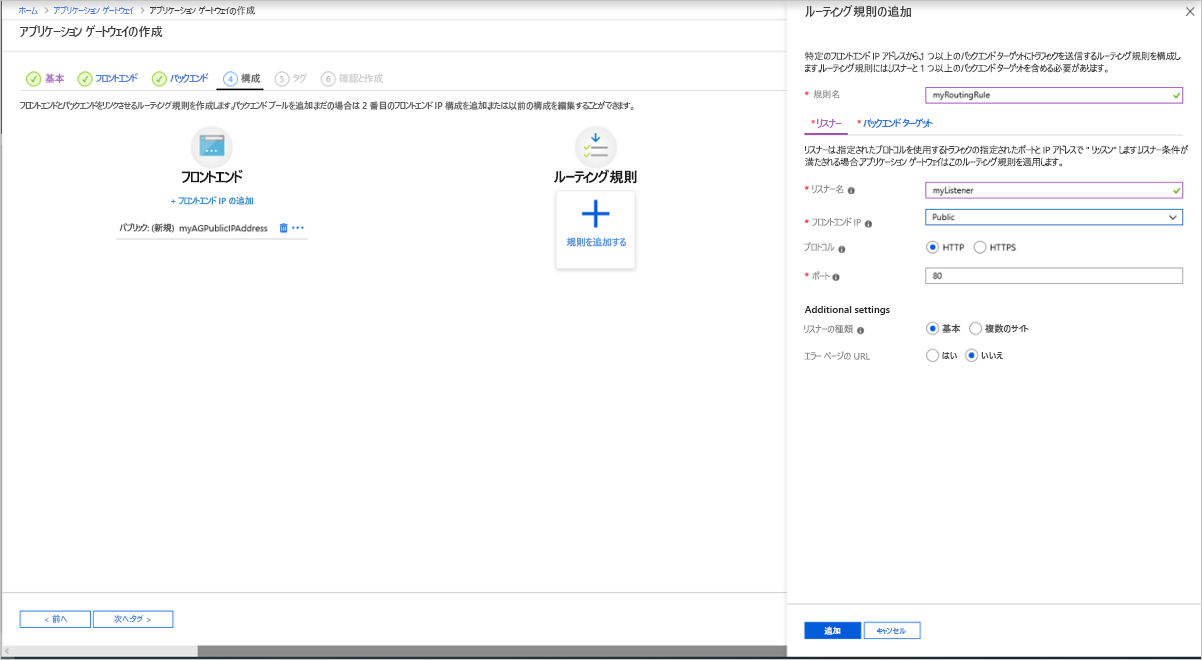 ホーム > アプリケーション ゲートウェイ > アプリケーション ゲートウェイの作成
アプリケーション ゲートウェイの作成
基本 フロントエンド バックエンド 4 構成 5 タグ 6 確認と作成
フロントエンドとバックエンドをリンクさせるルーティング規則を作成します。バックエンド プールを追加まだの場合は 2 番目のフロントエンド IP 構成を追加または以前の構成を編集することができます。
フロントエンド
+ フロントエンド IP の追加
パブリック: (新規) myAGPublicIPAddress
ルーティング規則
規則を追加する
< 前へ
次へ:タグ >
ルーティング規則の追加
特定のフロントエンド IP アドレスから、1 つ以上のバックエンド ターゲットにトラフィックを送信するルーティング規則を構成し
ます。ルーティング規則にはリスナーと 1 つ以上のバックエンド ターゲットを含める必要があります。
* 規則名 myRoutingRule
* リスナー * バックエンド ターゲット
リスナーは、指定されたプロトコルを使用するトラフィックの指定されたポートと IP アドレスで " リッスン" します。リスナー条件が
満たされる場合、アプリケーション ゲートウェイはこのルーティング規則を適用します。
* リスナー名 myListener
* フロントエンド IP Public
プロトコル HTTP HTTPS
* ポート 80
Additional settings
リスナーの種類 基本 複数のサイト
エラー ページの URL はい いいえ
追加 キャンセル